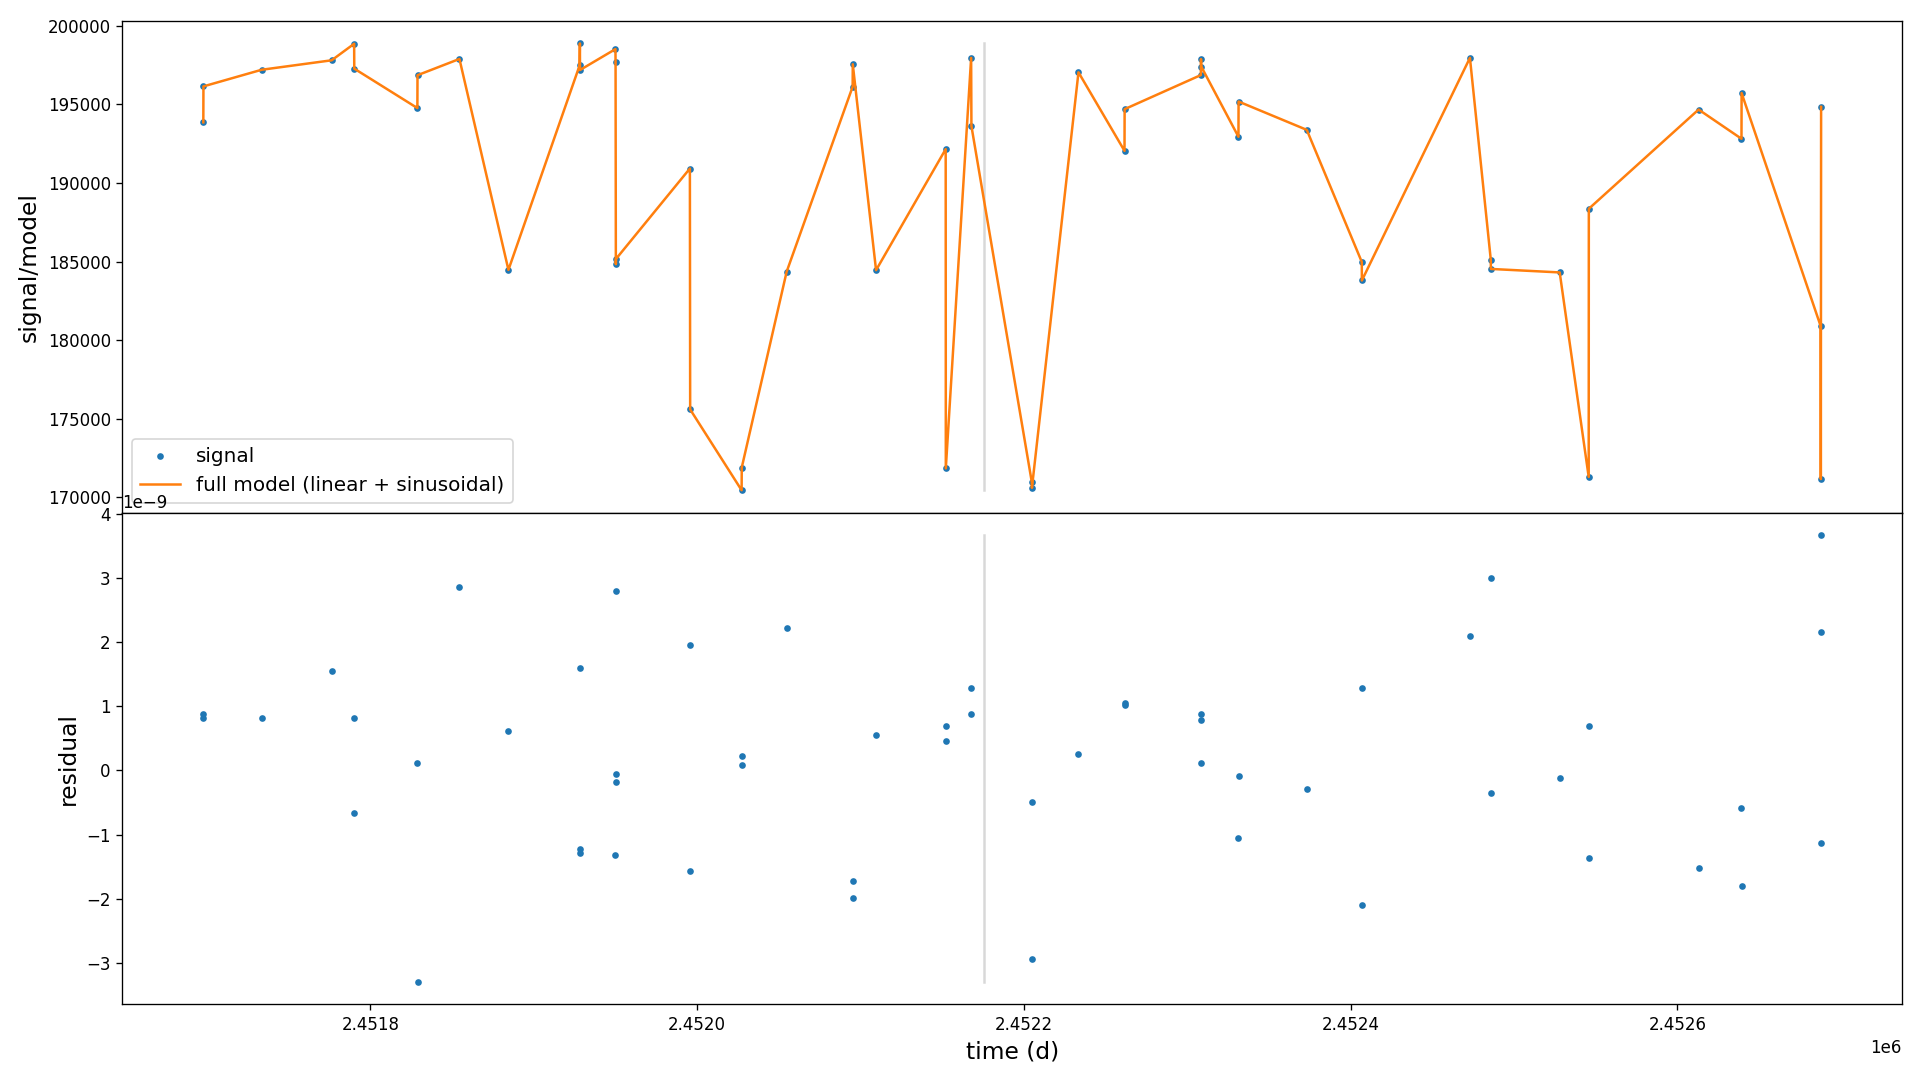 200000
195000
190000
185000
180000
175000
170000
signal/model
signal
full model (linear + sinusoidal)
1e−9
4
3
2
1
0
−1
−2
−3
residual
2.4518
2.4520
2.4522
2.4524
2.4526
time (d)
1e6